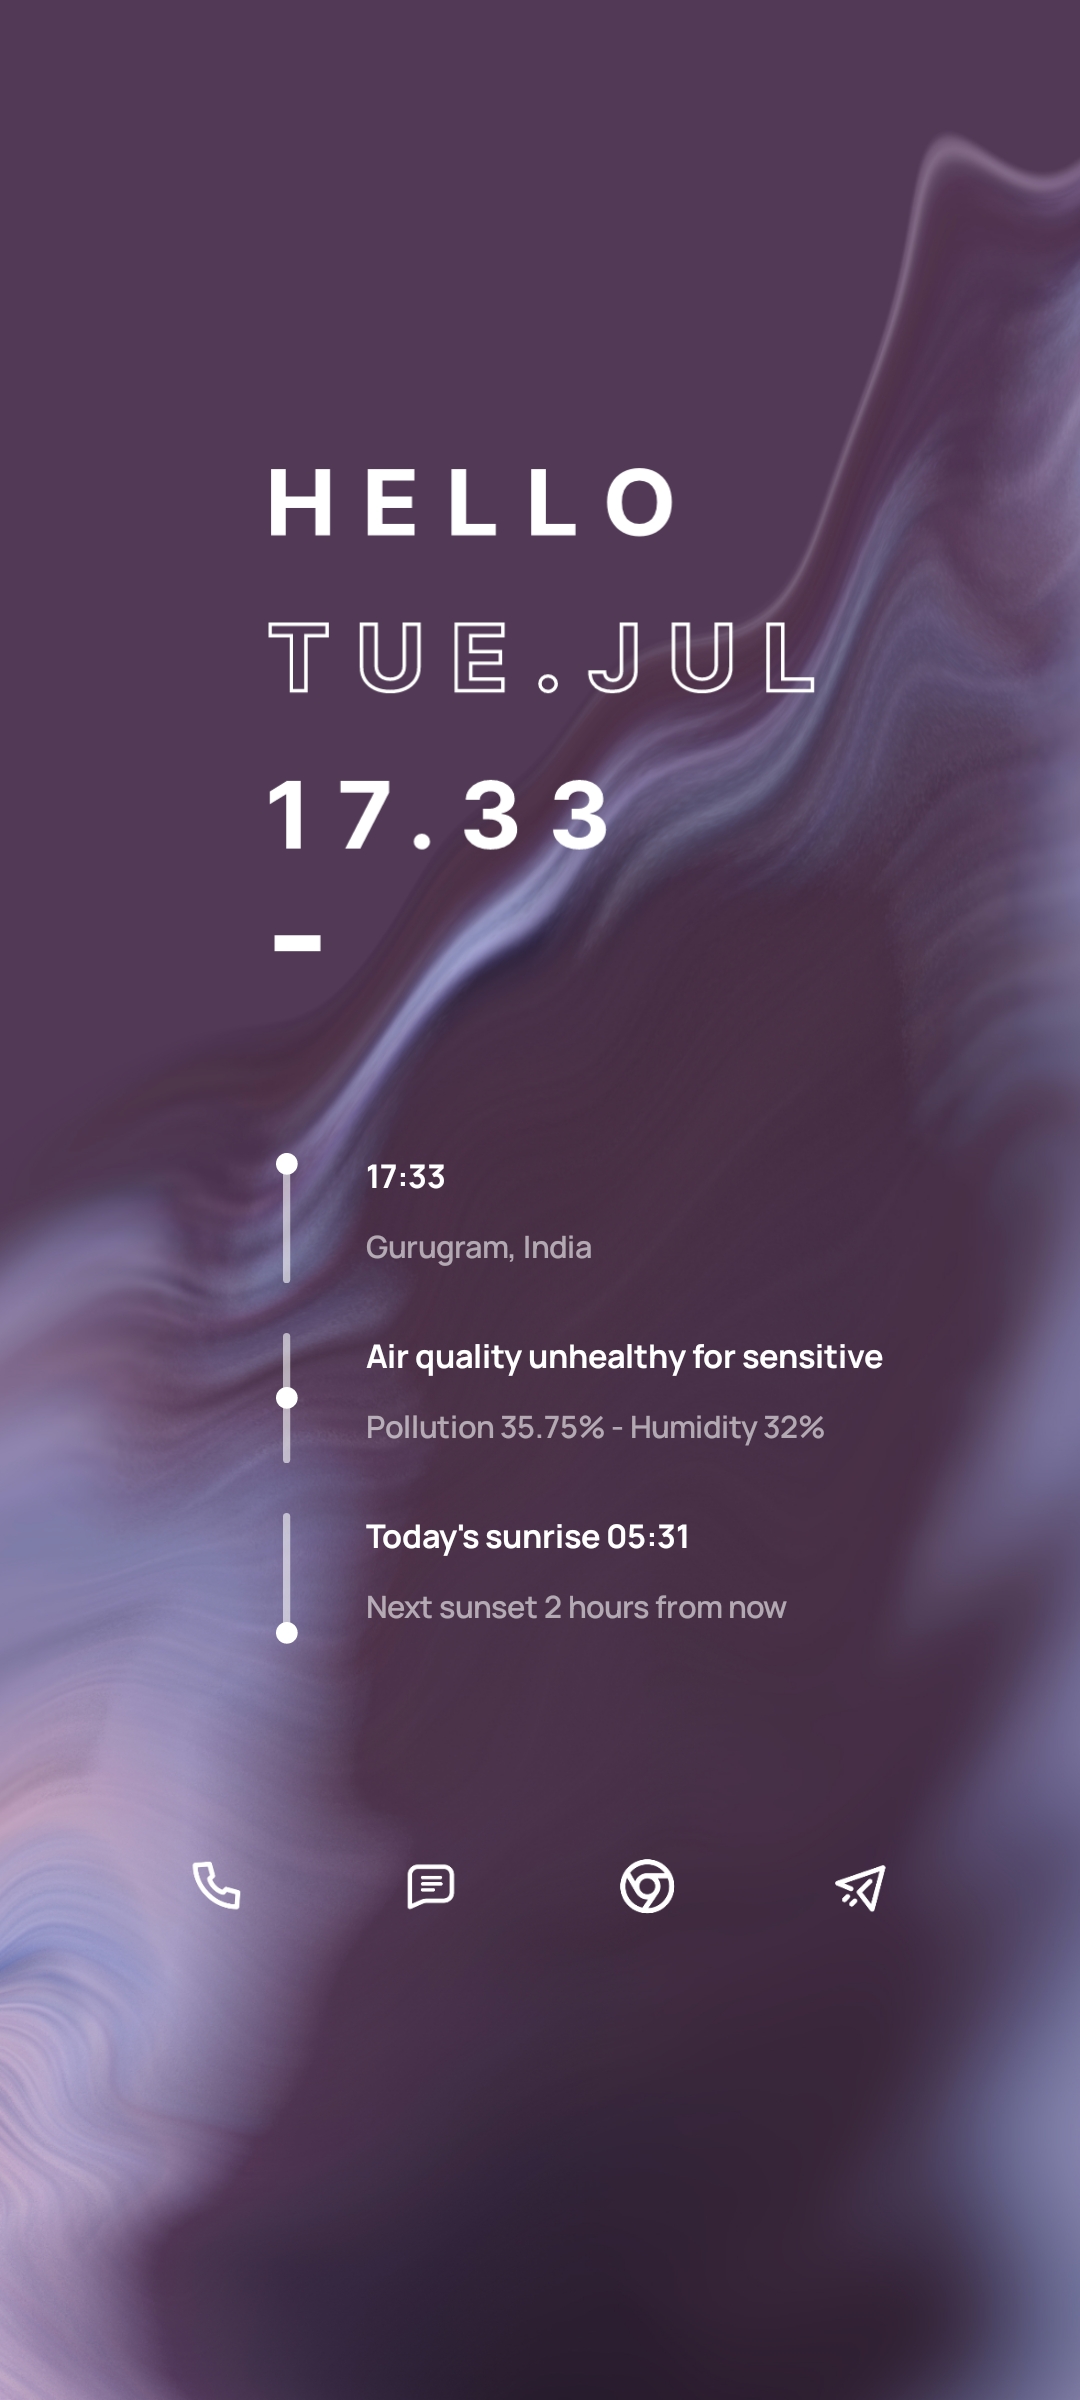 HELLO
TUE.JUL
17.33
-
17:33
Gurugram, India
Air quality unhealthy for sensitive
Pollution 35.75% - Humidity 32%
Today's sunrise 05:31
Next sunset 2 hours from now